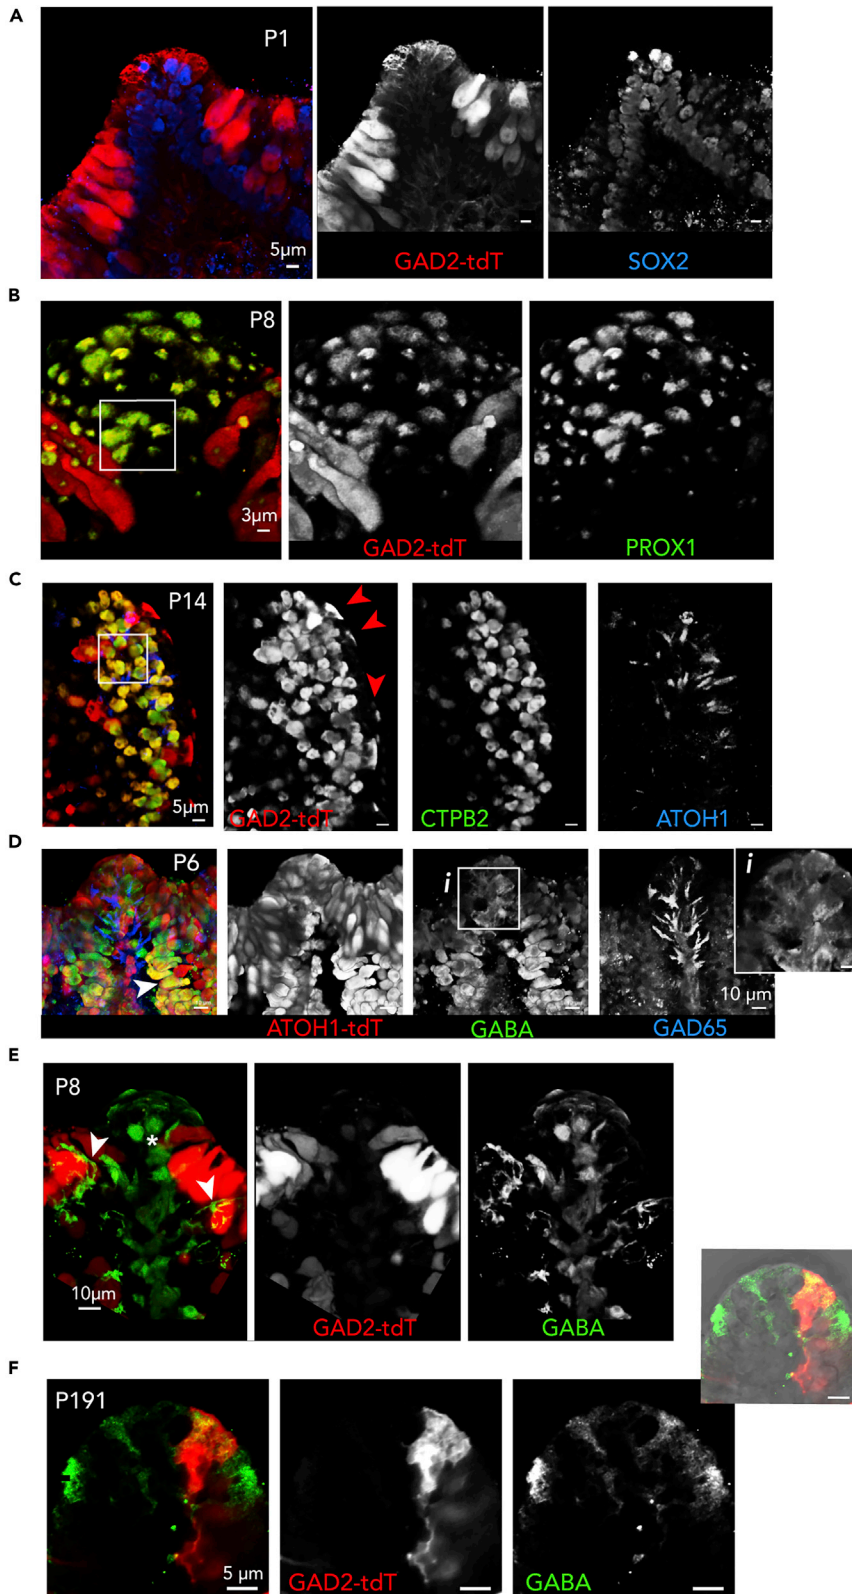 A
P1
5µm
GAD2-tdT
SOX2
B
P8
3µm
GAD2-tdT
PROX1
C
P14
5µm
GAD2-tdT
CTPB2
ATOH1
D
P6
i
i
ATOH1-tdT
GABA
GAD65
10 µm
E
P8
*
10µm
GAD2-tdT
GABA
F
P191
5 µm
GAD2-tdT
GABA